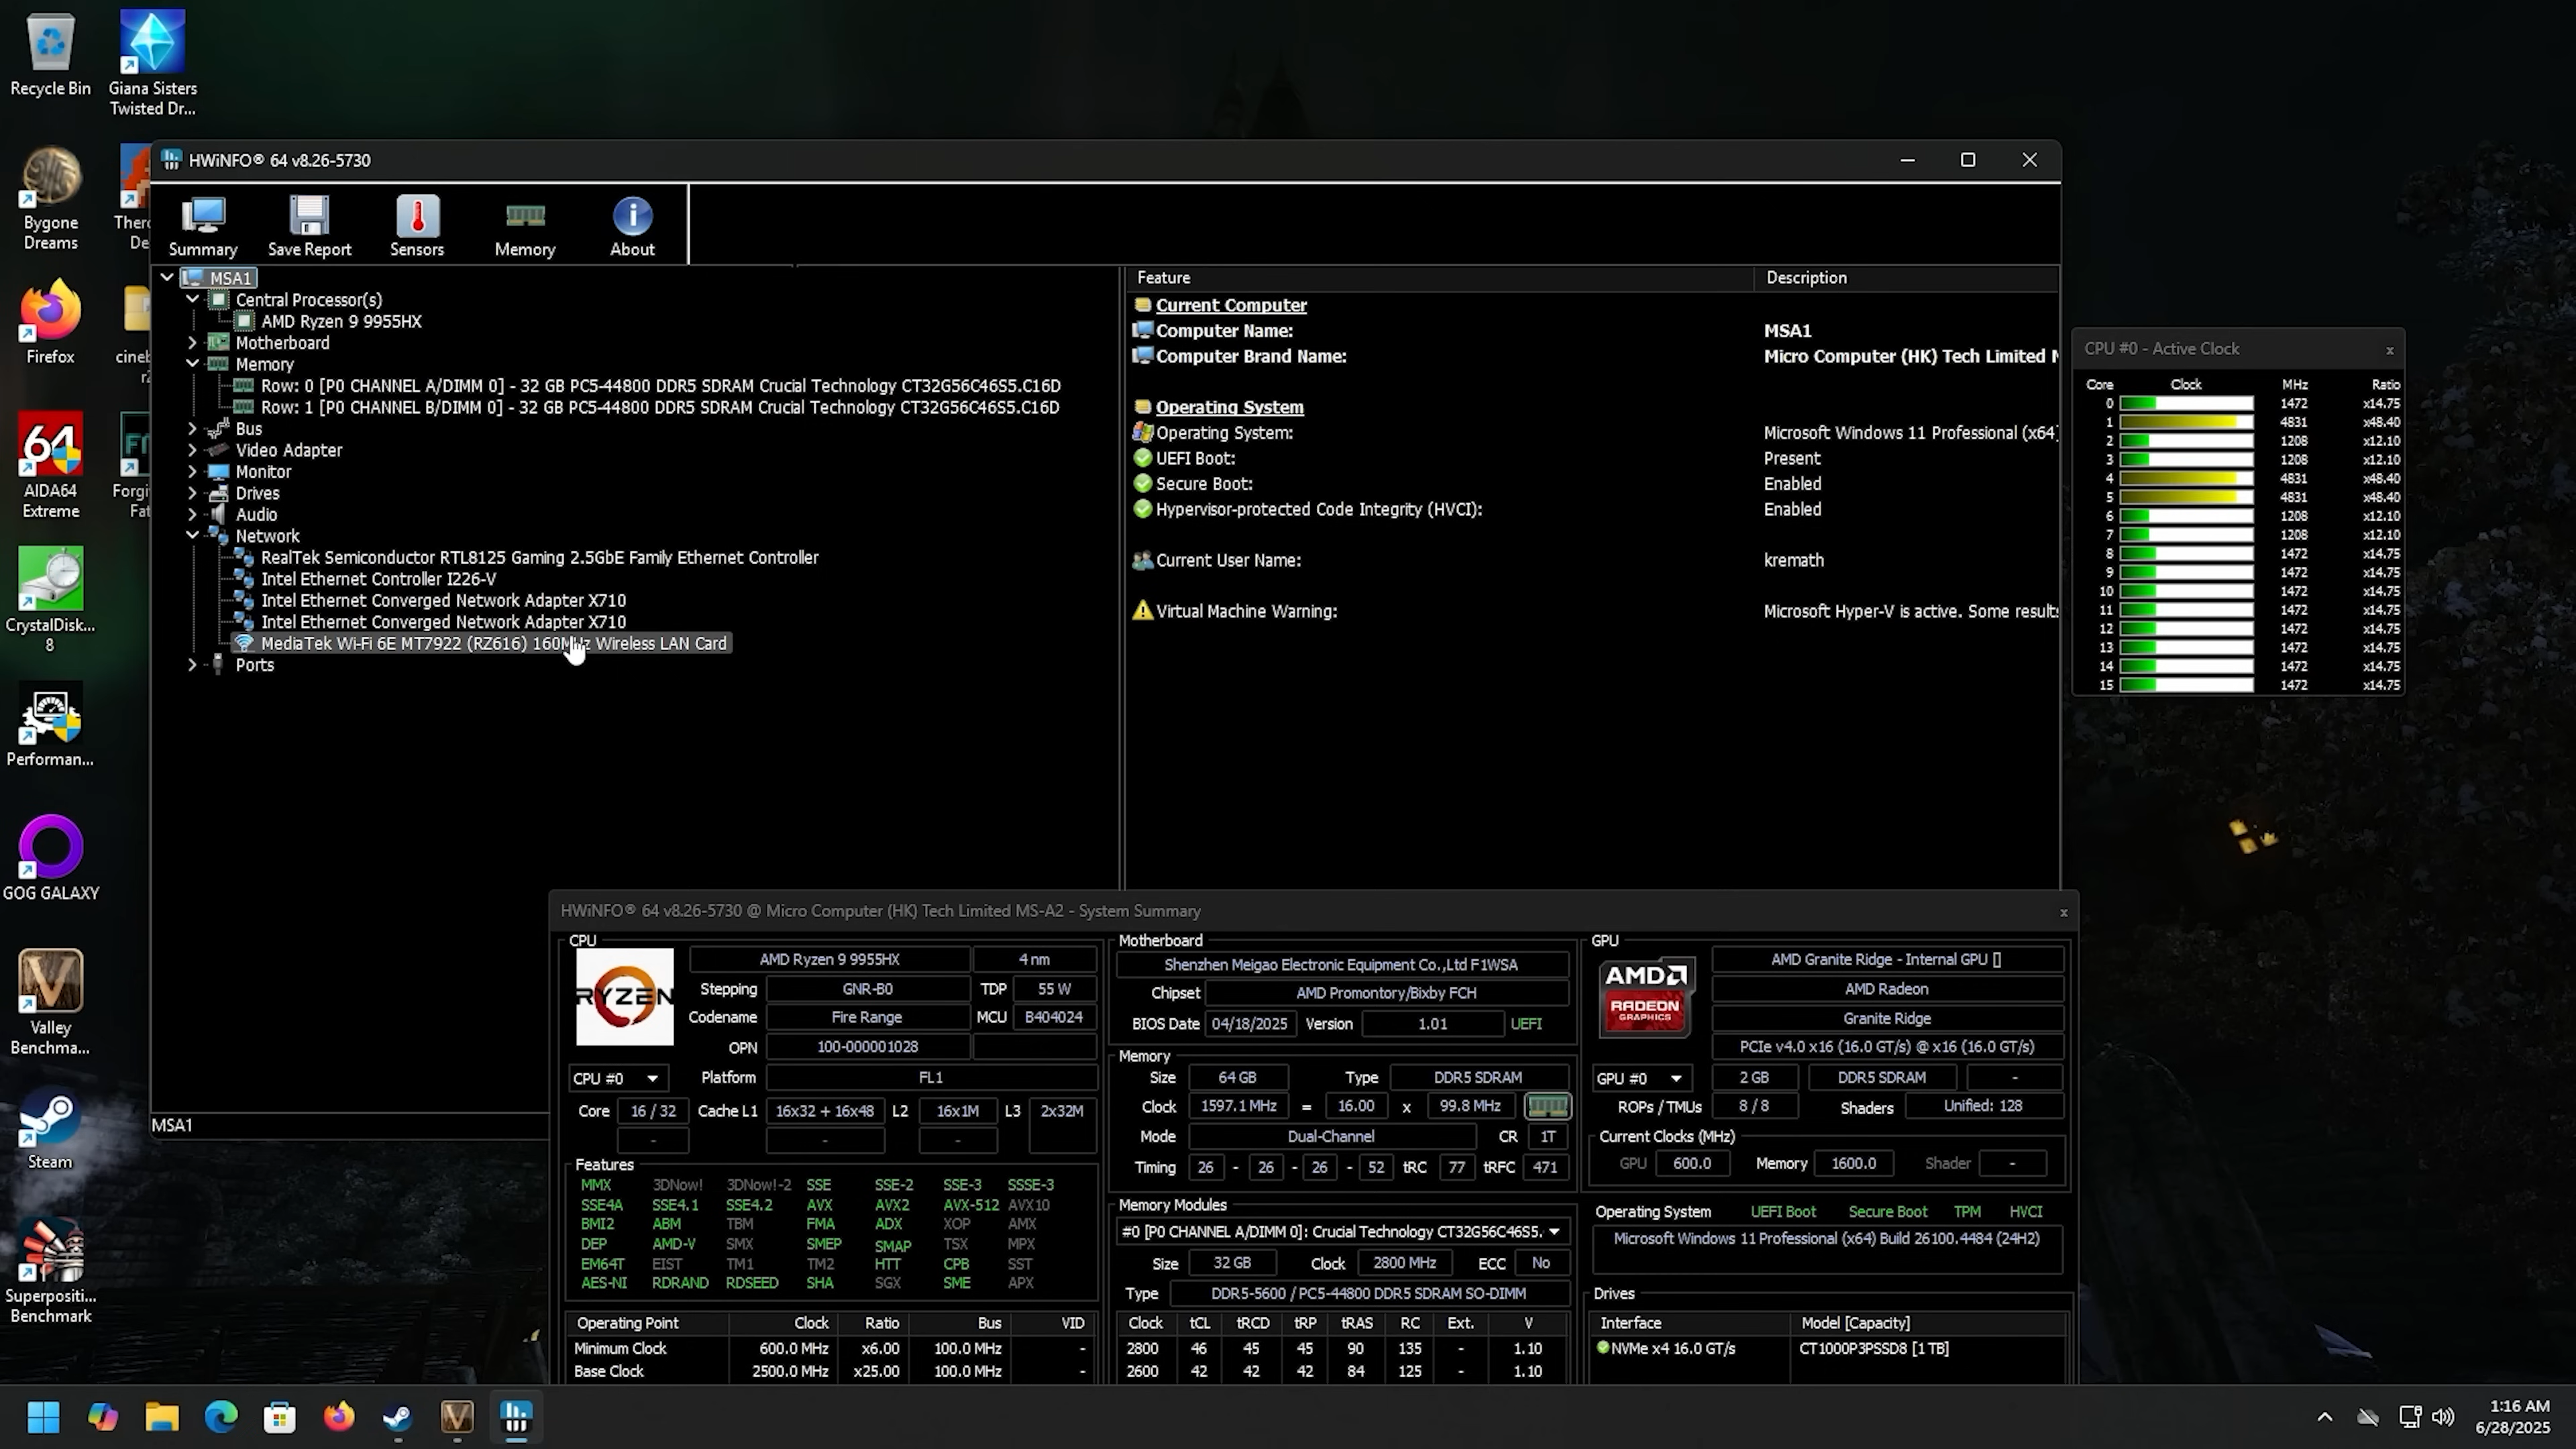 Recycle Bin
Giana Sisters
Twisted Dr...
Bygone
Dreams
Firefox
64
AIDA64
Extreme
CrystalDisk...
8
Performan...
GOG GALAXY
Valley
Benchma...
Steam
Superpositi...
Benchmark
HWiNFO® 64 v8.26-5730
Summary
Save Report
Sensors
Memory
About
MSA1
Central Processor(s)
AMD Ryzen 9 9955HX
Motherboard
Memory
Row: 0 [P0 CHANNEL A/DIMM 0] - 32 GB PC5-44800 DDR5 SDRAM Crucial Technology CT32G56C46S5.C16D
Row: 1 [P0 CHANNEL B/DIMM 0] - 32 GB PC5-44800 DDR5 SDRAM Crucial Technology CT32G56C46S5.C16D
Bus
Video Adapter
Monitor
Drives
Audio
Network
RealTek Semiconductor RTL8125 Gaming 2.5GbE Family Ethernet Controller
Intel Ethernet Controller I226-V
Intel Ethernet Converged Network Adapter X710
Intel Ethernet Converged Network Adapter X710
MediaTek Wi-Fi 6E MT7922 (RZ616) 160MHz Wireless LAN Card
Ports
MSA1
Feature Description
Current Computer
Computer Name: MSA1
Computer Brand Name: Micro Computer (HK) Tech Limited
Operating System
Operating System: Microsoft Windows 11 Professional (x64)
UEFI Boot: Present
Secure Boot: Enabled
Hypervisor-protected Code Integrity (HVCI): Enabled
Current User Name: kremath
Virtual Machine Warning: Microsoft Hyper-V is active. Some results
CPU #0 - Active Clock x
Core Clock MHz Ratio
0 1472 x14.75
1 4831 x48.40
2 1208 x12.10
3 1208 x12.10
4 4831 x48.40
5 4831 x48.40
6 1208 x12.10
7 1208 x12.10
8 1472 x14.75
9 1472 x14.75
10 1472 x14.75
11 1472 x14.75
12 1472 x14.75
13 1472 x14.75
14 1472 x14.75
15 1472 x14.75
HWiNFO® 64 v8.26-5730 @ Micro Computer (HK) Tech Limited MS-A2 - System Summary x
CPU
RYZEN
AMD Ryzen 9 9955HX 4 nm
Stepping GNR-B0 TDP 55 W
Codename Fire Range MCU B404024
OPN 100-000001028
CPU #0 Platform FL1
Core 16 / 32 Cache L1 16x32 + 16x48 L2 16x1M L3 2x32M
- - -
Features
MMX 3DNow! 3DNow!-2 SSE SSE-2 SSE-3 SSSE-3
SSE4A SSE4.1 SSE4.2 AVX AVX2 AVX-512 AVX10
BMI2 ABM TBM FMA ADX XOP AMX
DEP AMD-V SMX SMEP SMAP TSX MPX
EM64T EIST TM1 TM2 HTT CPB SST
AES-NI RDRAND RDSEED SHA SGX SME APX
Operating Point Clock Ratio Bus VID
Minimum Clock 600.0 MHz x6.00 100.0 MHz -
Base Clock 2500.0 MHz x25.00 100.0 MHz -
Motherboard
Shenzhen Meigao Electronic Equipment Co.,Ltd F1WSA
Chipset AMD Promontory/Bixby FCH
BIOS Date 04/18/2025 Version 1.01 UEFI
Memory
Size 64 GB Type DDR5 SDRAM
Clock 1597.1 MHz = 16.00 x 99.8 MHz
Mode Dual-Channel CR 1T
Timing 26 - 26 - 26 - 52 tRC 77 tRFC 471
Memory Modules
#0 [P0 CHANNEL A/DIMM 0]: Crucial Technology CT32G56C46S5.
Size 32 GB Clock 2800 MHz ECC No
Type DDR5-5600 / PC5-44800 DDR5 SDRAM SO-DIMM
Clock tCL tRCD tRP tRAS RC Ext. V
2800 46 45 45 90 135 - 1.10
2600 42 42 42 84 125 - 1.10
GPU
AMD
RADEON
GRAPHICS
AMD Granite Ridge - Internal GPU []
AMD Radeon
Granite Ridge
PCIe v4.0 x16 (16.0 GT/s) @ x16 (16.0 GT/s)
GPU #0 2 GB DDR5 SDRAM -
ROPs / TMUs 8 / 8 Shaders Unified: 128
Current Clocks (MHz)
GPU 600.0 Memory 1600.0 Shader -
Operating System UEFI Boot Secure Boot TPM HVCI
Microsoft Windows 11 Professional (x64) Build 26100.4484 (24H2)
Drives
Interface Model [Capacity]
NVMe x4 16.0 GT/s CT1000P3PSSD8 [1 TB]
1:16 AM
6/28/2025